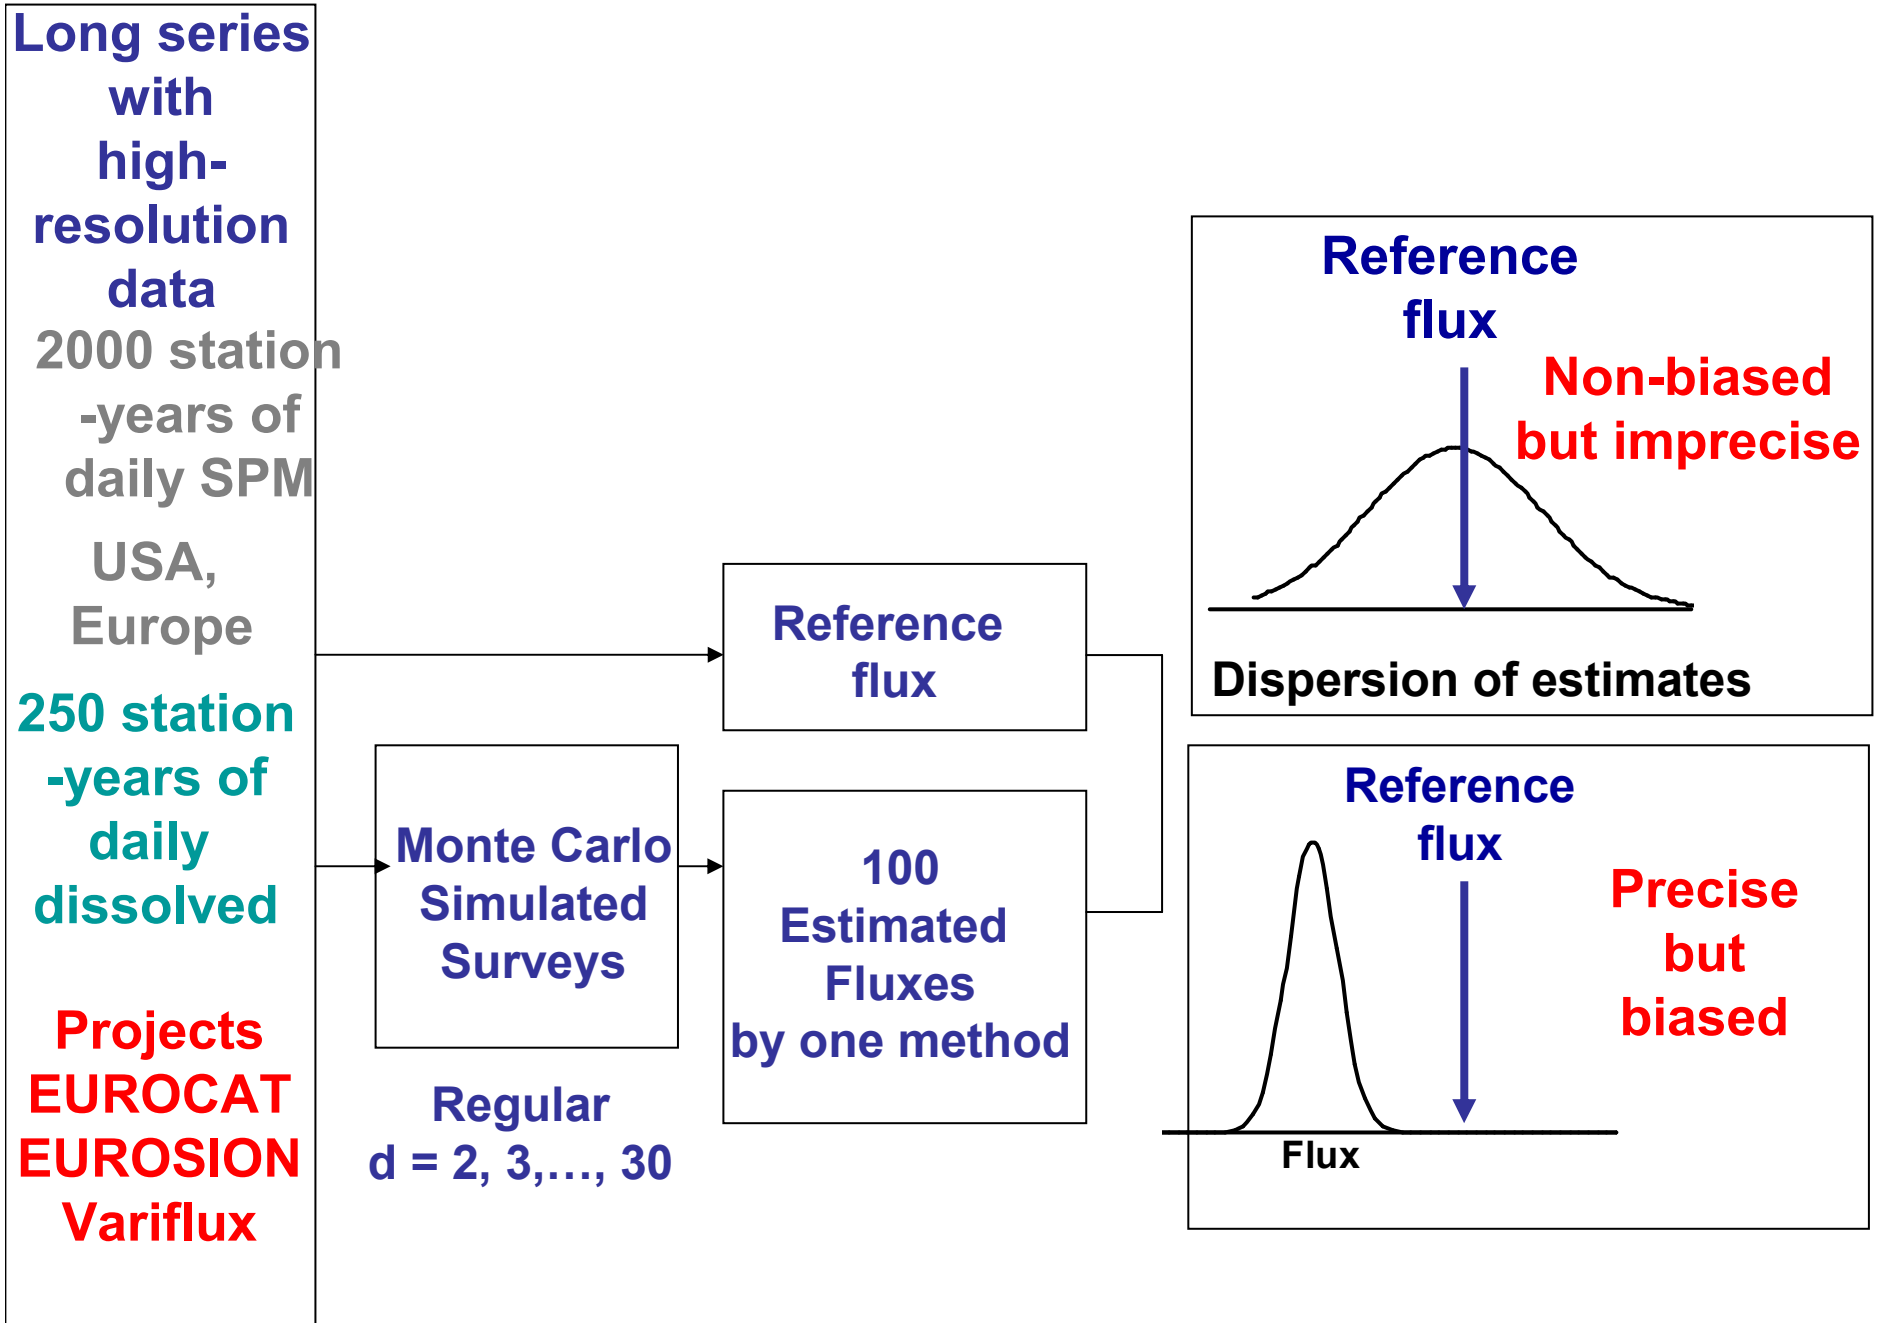 Long series
with
high-
resolution
data
2000 station
-years of
daily SPM
USA,
Europe
250 station
-years of
daily
dissolved
Projects
EUROCAT
EUROSION
Variflux
Monte Carlo
Simulated
Surveys
Regular
d = 2, 3,…, 30
Reference
flux
100
Estimated
Fluxes
by one method
Reference
flux
Non-biased
but imprecise
Dispersion of estimates
Reference
flux
Precise
but
biased
Flux